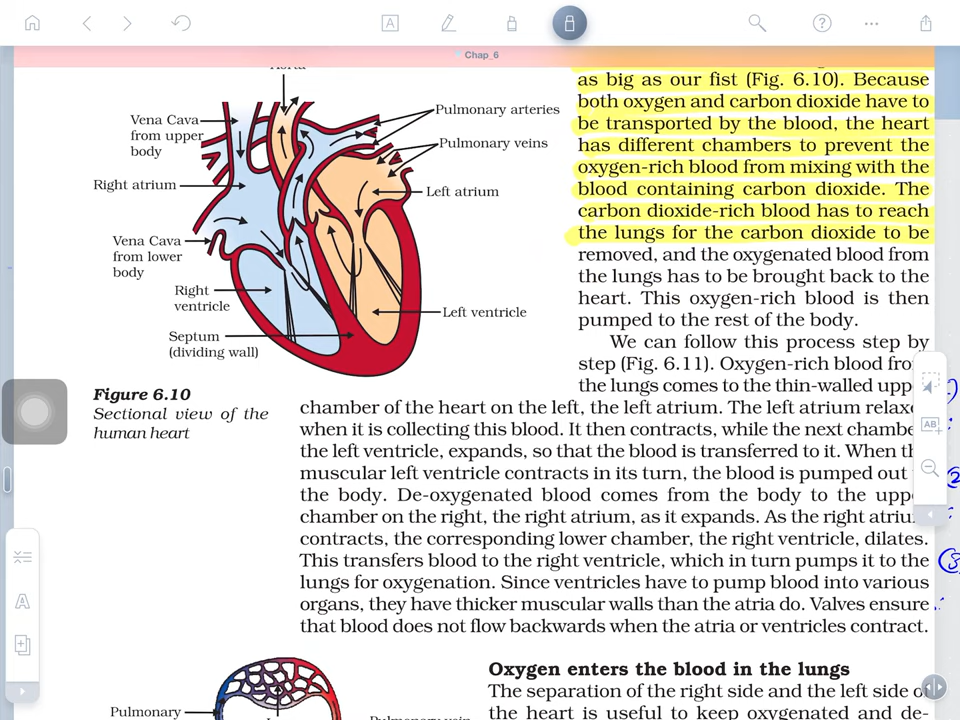 A
Chap_6
Aorta
Vena Cava
from upper
body
Right atrium
Vena Cava
from lower
body
Right
ventricle
Septum
(dividing wall)
Pulmonary arteries
Pulmonary veins
Left atrium
Left ventricle
Figure 6.10
Sectional view of the
human heart
as big as our fist (Fig. 6.10). Because
both oxygen and carbon dioxide have to
be transported by the blood, the heart
has different chambers to prevent the
oxygen-rich blood from mixing with the
blood containing carbon dioxide. The
carbon dioxide-rich blood has to reach
the lungs for the carbon dioxide to be
removed, and the oxygenated blood from
the lungs has to be brought back to the
heart. This oxygen-rich blood is then
pumped to the rest of the body.
We can follow this process step by
step (Fig. 6.11). Oxygen-rich blood from
the lungs comes to the thin-walled upp
chamber of the heart on the left, the left atrium. The left atrium relaxe
when it is collecting this blood. It then contracts, while the next chambe
the left ventricle, expands, so that the blood is transferred to it. When th
muscular left ventricle contracts in its turn, the blood is pumped out
the body. De-oxygenated blood comes from the body to the uppe
chamber on the right, the right atrium, as it expands. As the right atriu
contracts, the corresponding lower chamber, the right ventricle, dilates.
This transfers blood to the right ventricle, which in turn pumps it to the
lungs for oxygenation. Since ventricles have to pump blood into various
organs, they have thicker muscular walls than the atria do. Valves ensure
that blood does not flow backwards when the atria or ventricles contract.
AB
A
Pulmonary
Oxygen enters the blood in the lungs
The separation of the right side and the left side of
the heart is useful to keep oxygenated and de-